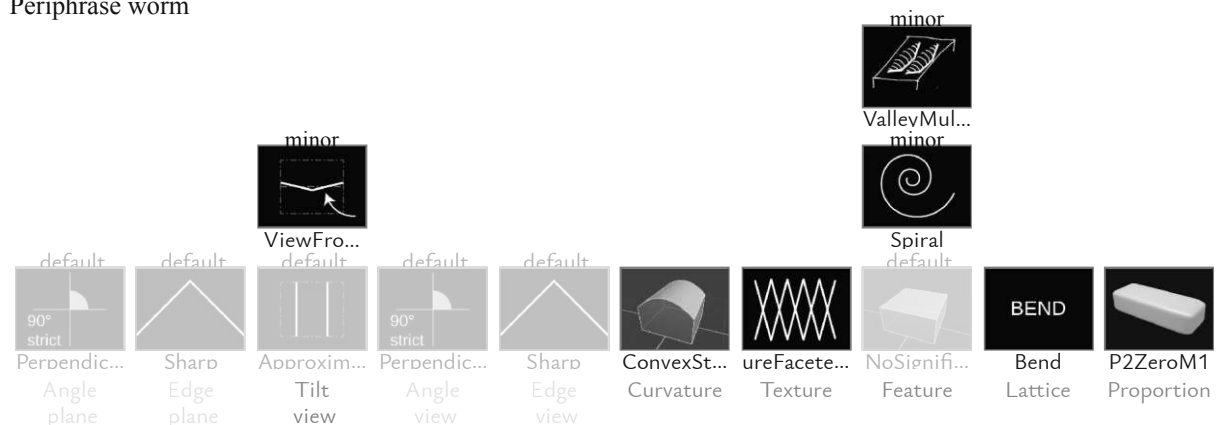 Periphrase worm
minor
ValleyMul...
minor
minor
ViewFro...
Spiral
default default default default default default
90° strict 90° strict BEND
Perpendic... Sharp Approxim... Perpendic... Sharp ConvexSt... ureFacete... NoSignifi... Bend P2ZeroM1
Angle plane Edge plane Tilt view Angle view Edge view Curvature Texture Feature Lattice Proportion